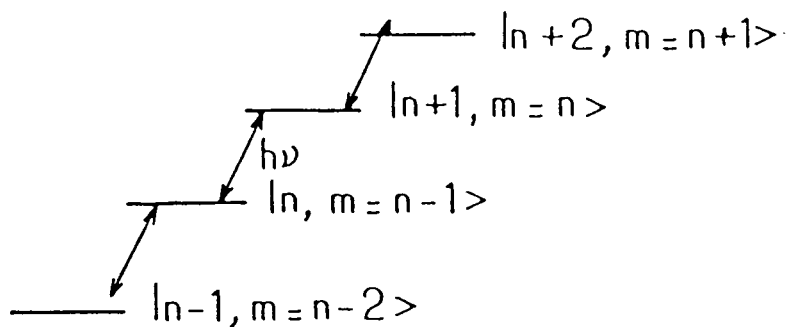 |n+2, m=n+1>
|n+1, m=n>
hν
|n, m=n-1>
|n-1, m=n-2>